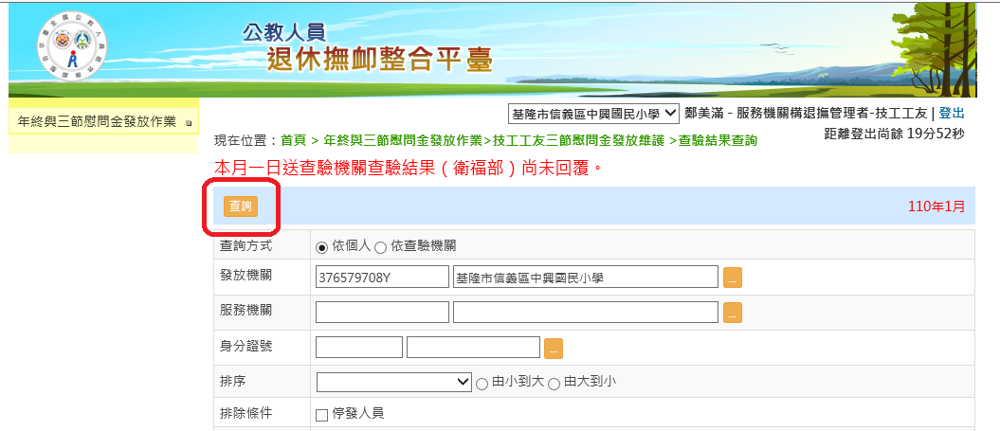 公教人員
退休撫卹整合平臺
年終與三節慰問金發放作業
基隆市信義區中興國民小學 鄭美滿 - 服務機關構退撫管理者-技工工友 | 登出
距離登出尚餘 19分52秒
現在位置：首頁 > 年終與三節慰問金發放作業>技工工友三節慰問金發放維護 >查驗結果查詢
本月一日送查驗機關查驗結果（衛福部）尚未回覆。
查詢
110年1月
查詢方式 依個人 依查驗機關
發放機關 376579708Y 基隆市信義區中興國民小學 ...
服務機關 ...
身分證號 ...
排序 由小到大 由大到小
排除條件 停發人員